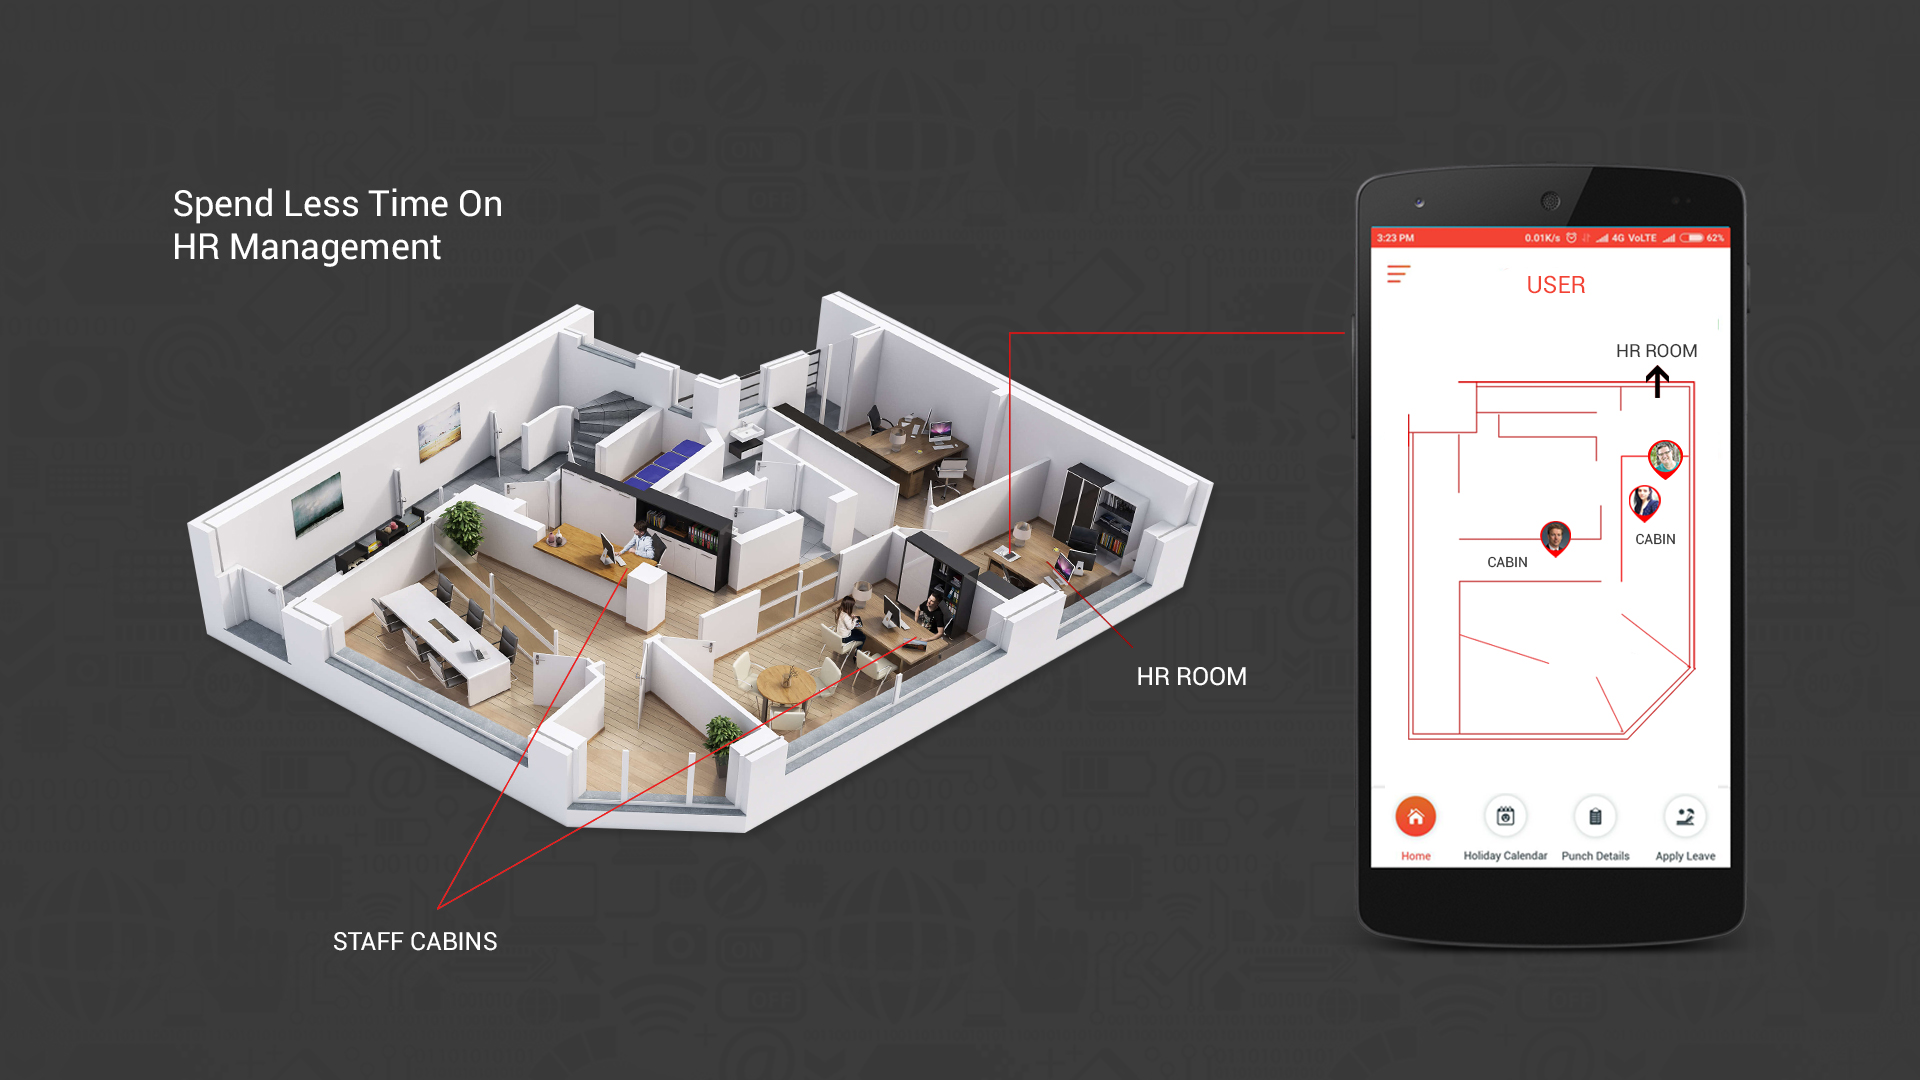 Spend Less Time On
HR Management
STAFF CABINS
HR ROOM
3:23 PM 0.01K/s 4G VoLTE 62%
USER
HR ROOM
CABIN
CABIN
Home Holiday Calendar Punch Details Apply Leave